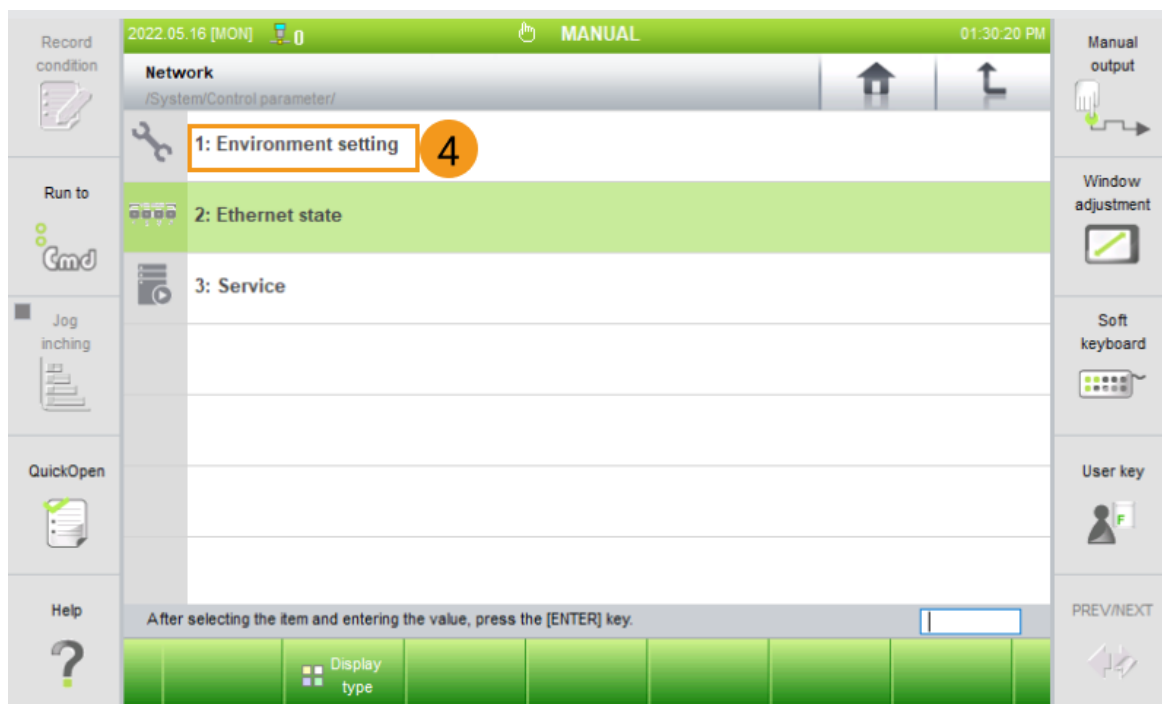 Record
condition
Run to
Cmd
Jog
inching
QuickOpen
Help
2022.05.16 [MON] 0 MANUAL 01:30:20 PM
Network
/System/Control parameter/
1: Environment setting 4
2: Ethernet state
3: Service
After selecting the item and entering the value, press the [ENTER] key.
Display
type
Manual
output
Window
adjustment
Soft
keyboard
User key
F
PREV/NEXT